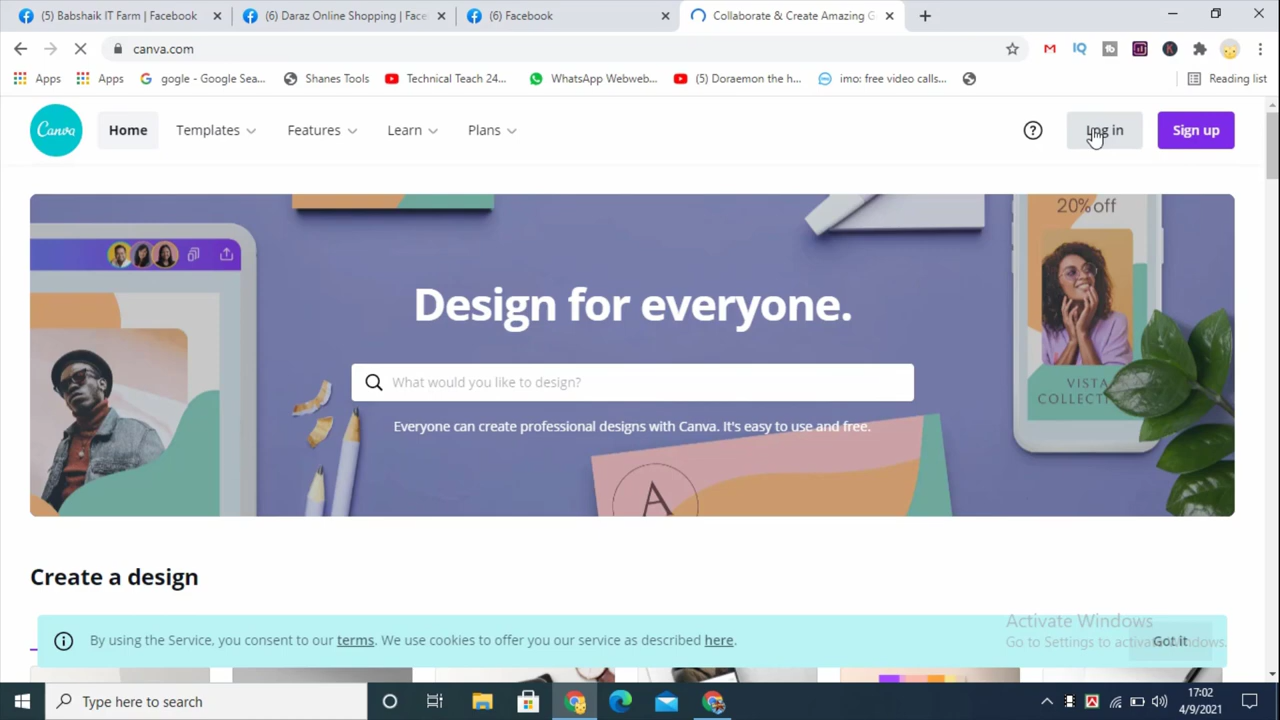 (5) Babshaik IT Farm | Facebook
(6) Daraz Online Shopping | Face
(6) Facebook
Collaborate & Create Amazing G
canva.com
Apps
Apps
gogle - Google Sea...
Shanes Tools
Technical Teach 24...
WhatsApp Webweb...
(5) Doraemon the h...
imo: free video calls...
Reading list
Canva
Home
Templates
Features
Learn
Plans
Log in
Sign up
20% off
Design for everyone.
What would you like to design?
VISTA
COLLECTI
Everyone can create professional designs with Canva. It's easy to use and free.
A
Create a design
By using the Service, you consent to our terms. We use cookies to offer you our service as described here.
Got it
Activate Windows
Go to Settings to activate Windows.
Type here to search
17:02
4/9/2021